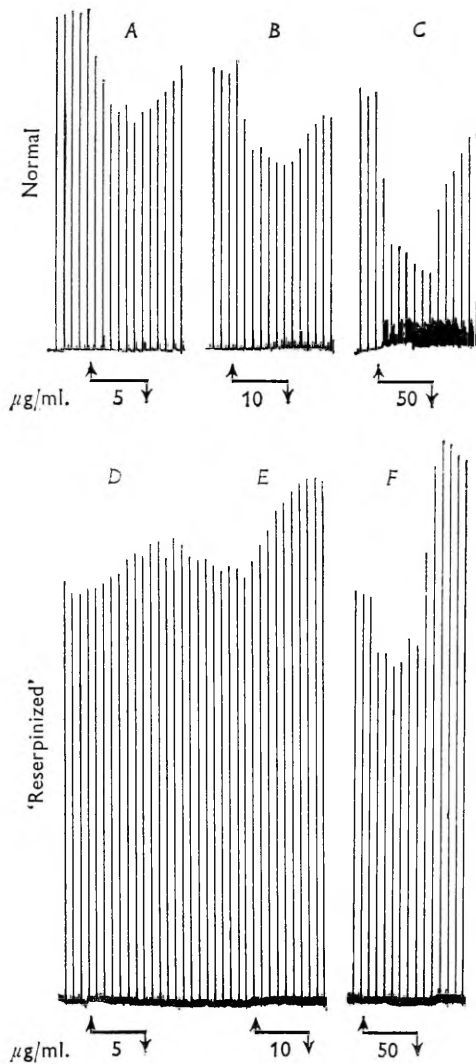 A B C
Normal
μg/ml. 5 10 50
D E F
'Reserpinized'
μg/ml. 5 10 50